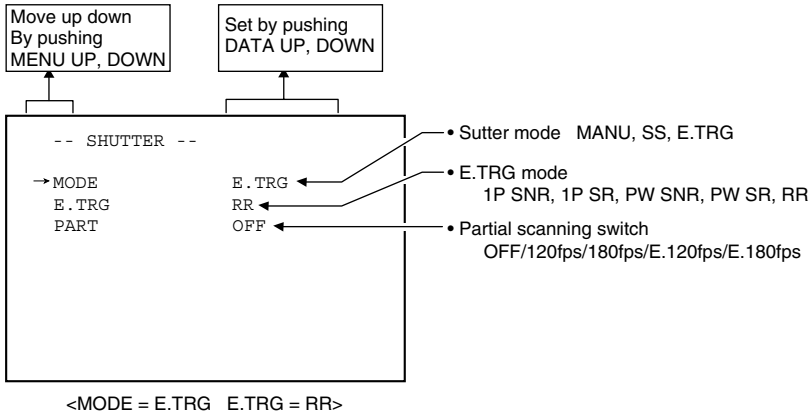 Move up down
By pushing
MENU UP, DOWN
Set by pushing
DATA UP, DOWN
-- SHUTTER --
→MODE E.TRG
E.TRG RR
PART OFF
• Sutter mode MANU, SS, E.TRG
• E.TRG mode
1P SNR, 1P SR, PW SNR, PW SR, RR
• Partial scanning switch
OFF/120fps/180fps/E.120fps/E.180fps
<MODE = E.TRG E.TRG = RR>